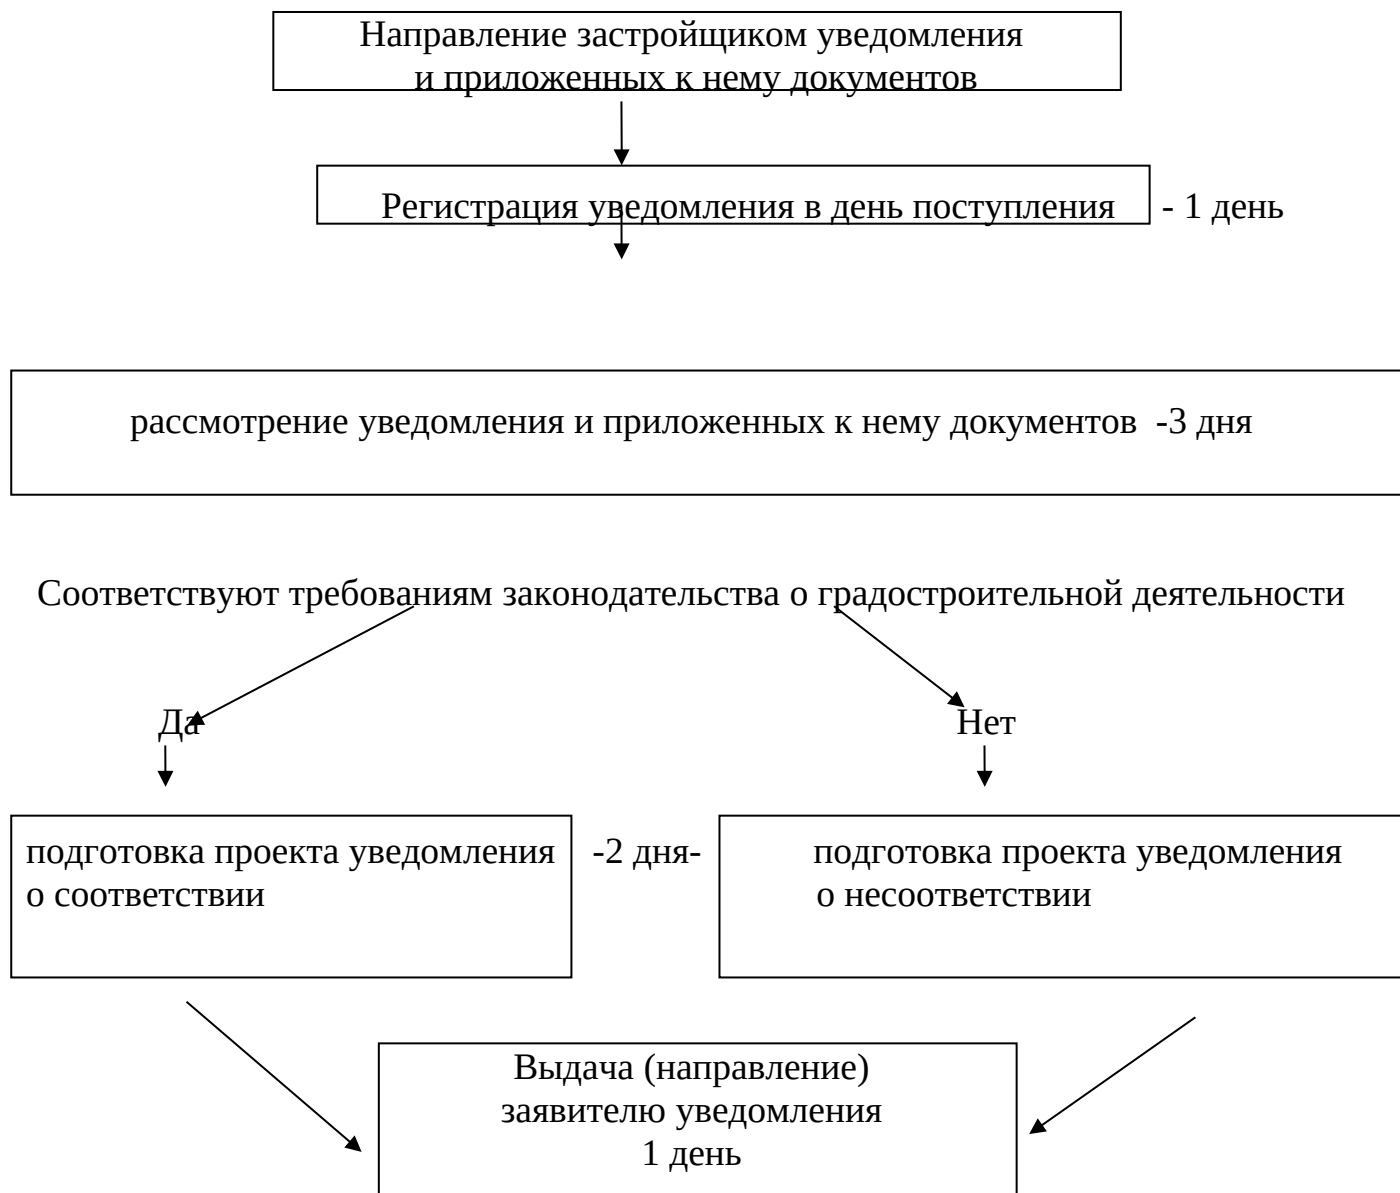 Направление застройщиком уведомления
и приложенных к нему документов
Регистрация уведомления в день поступления - 1 день
рассмотрение уведомления и приложенных к нему документов -3 дня
Соответствуют требованиям законодательства о градостроительной деятельности
Да Нет
подготовка проекта уведомления -2 дня- подготовка проекта уведомления
о соответствии о несоответствии
Выдача (направление)
заявителю уведомления
1 день